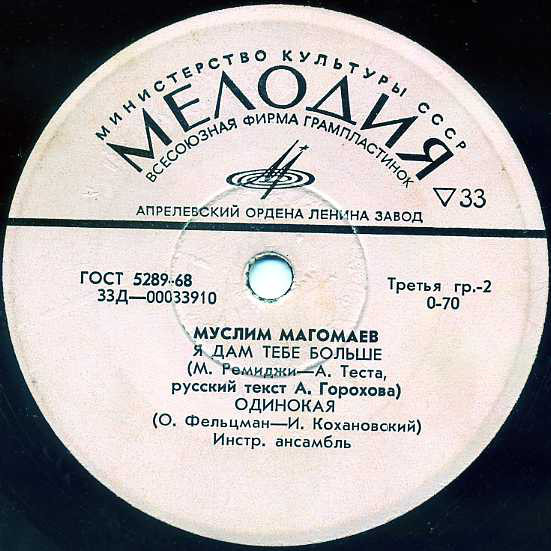 МИНИСТЕРСТВО КУЛЬТУРЫ СССР
МЕЛОДИЯ
ВСЕСОЮЗНАЯ ФИРМА ГРАМПЛАСТИНОК
▽33
АПРЕЛЕВСКИЙ ОРДЕНА ЛЕНИНА ЗАВОД
ГОСТ 5289-68
33Д—00033910
Третья гр.-2
0-70
МУСЛИМ МАГОМАЕВ
Я ДАМ ТЕБЕ БОЛЬШЕ
(М. Ремиджи—А. Теста,
русский текст А. Горохова)
ОДИНОКАЯ
(О. Фельцман—И. Кохановский)
Инстр. ансамбль